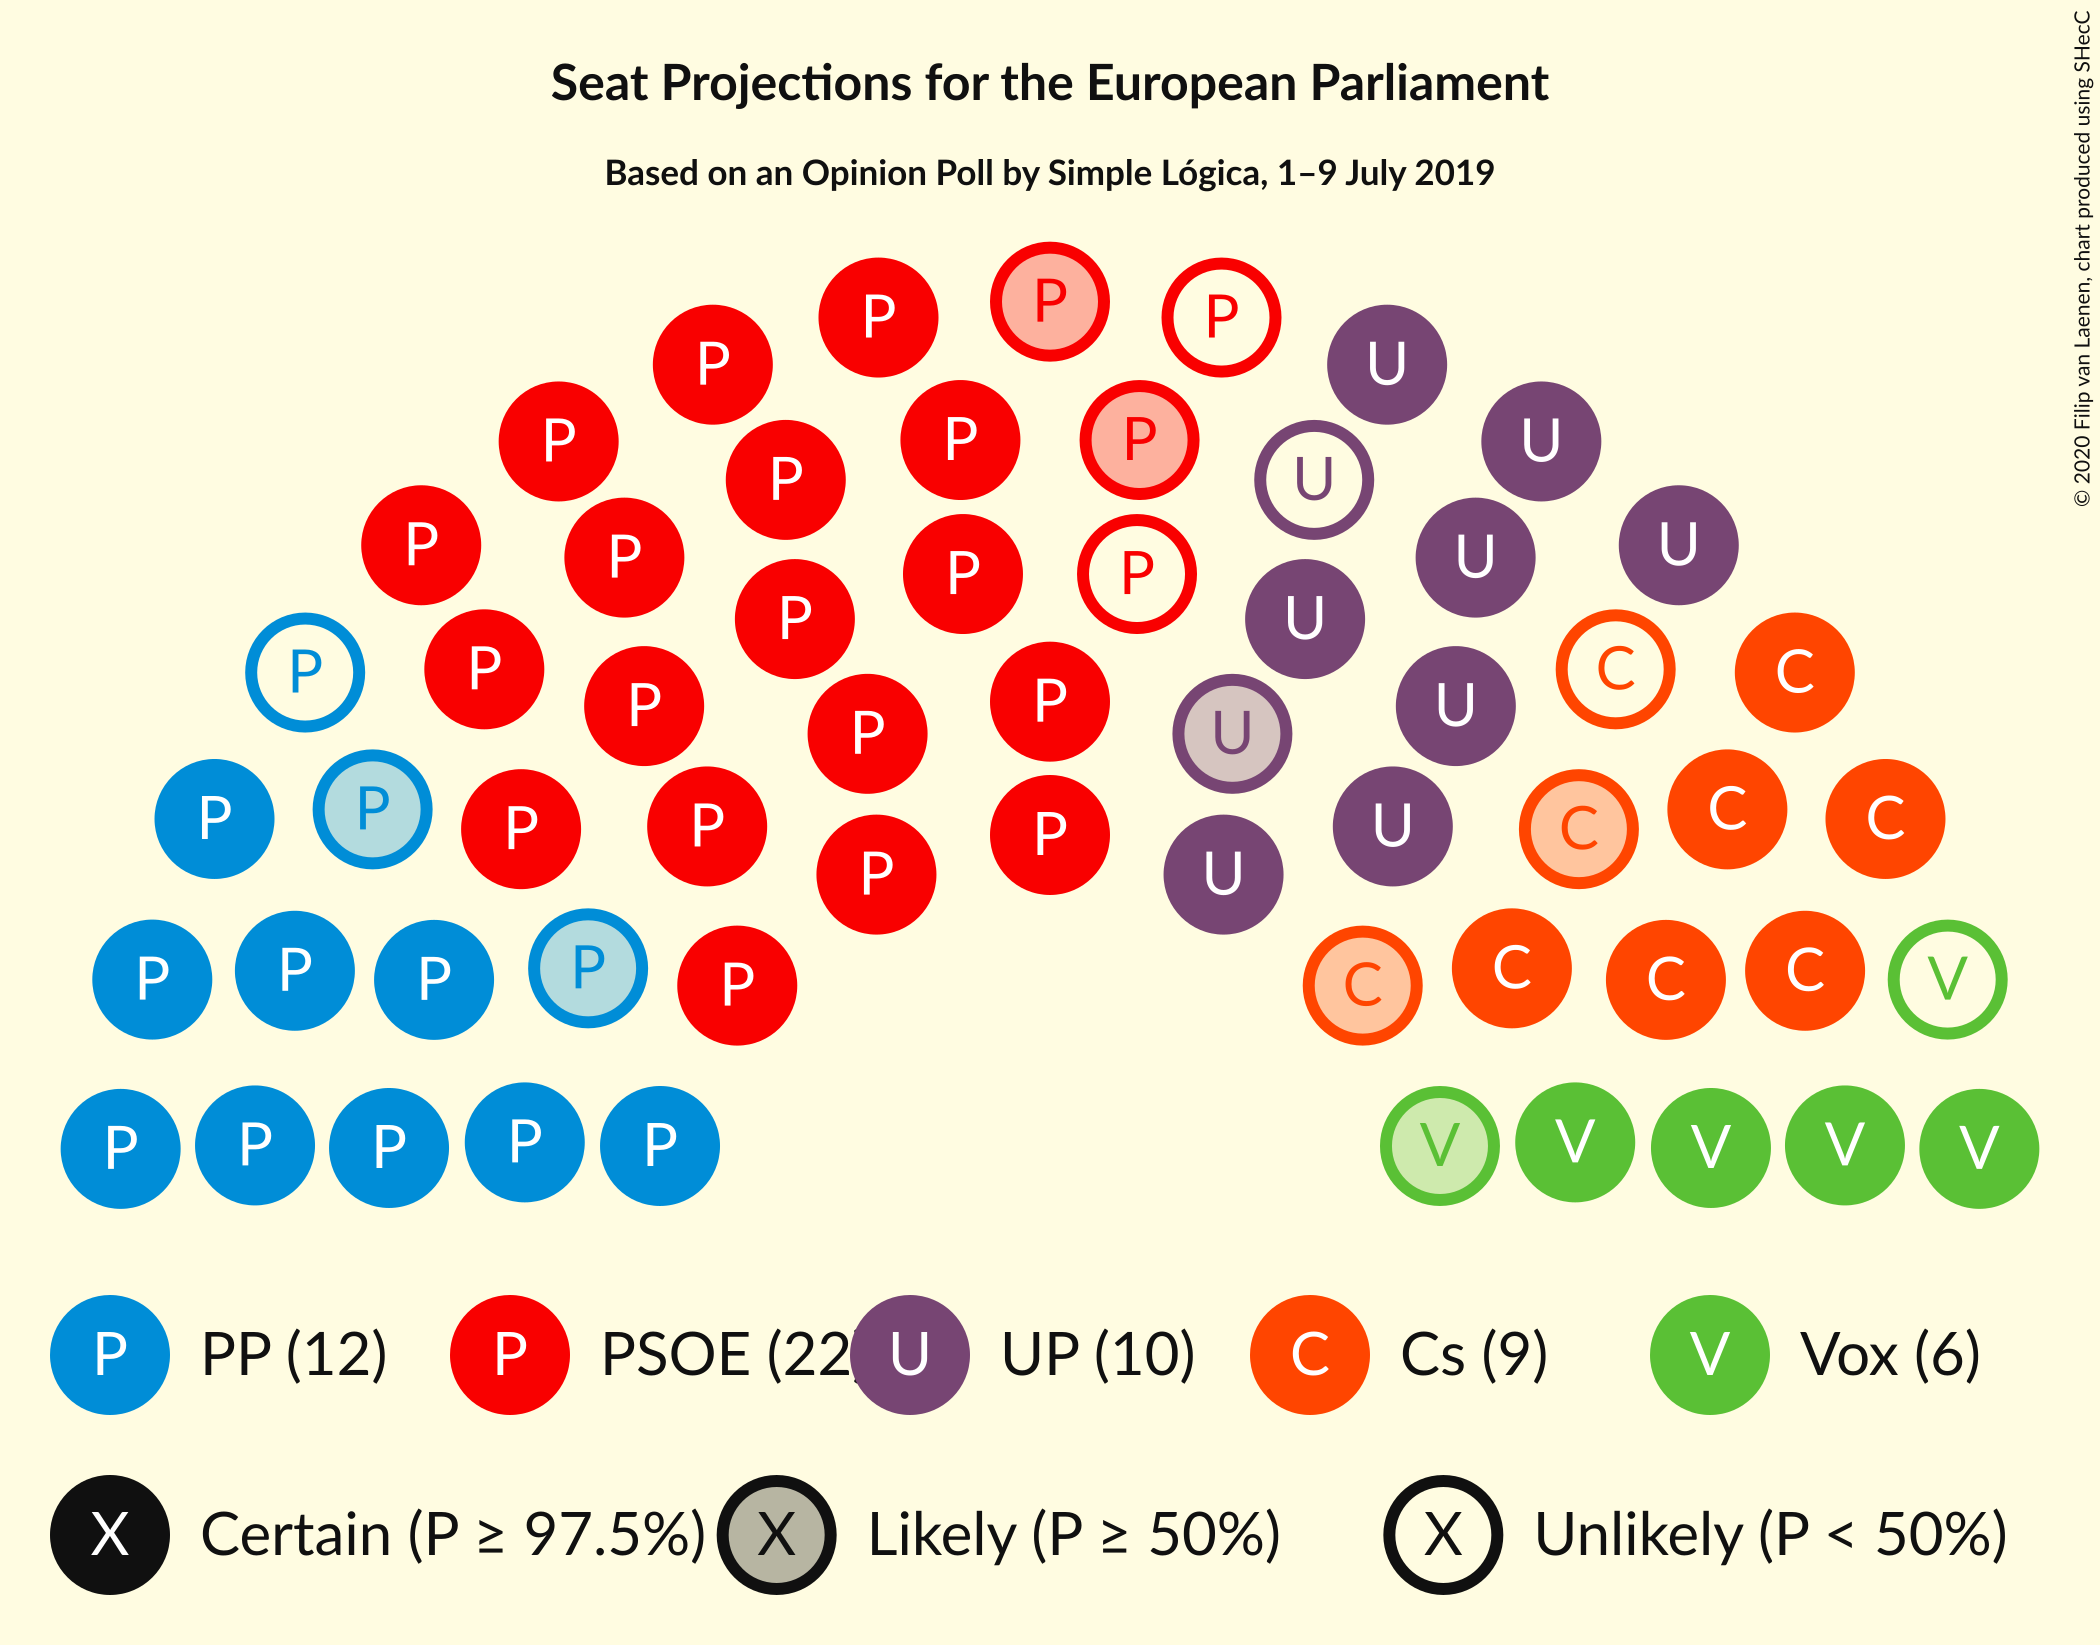 Seat Projections for the European Parliament
Based on an Opinion Poll by Simple Lógica, 1–9 July 2019
© 2020 Filip van Laenen, chart produced using SHecC
P
P P
P P U
P P U
P P U
P U
P P U U
P P
P U
P C
P C
P P U
P U
P U
P P C C
P P C C
P P U C
P U
P P P P C C C V
P C
P P P P P V V V V V
P PP (12) P PSOE (22) U UP (10) C Cs (9) V Vox (6)
X Certain (P ≥ 97.5%) X Likely (P ≥ 50%) X Unlikely (P < 50%)